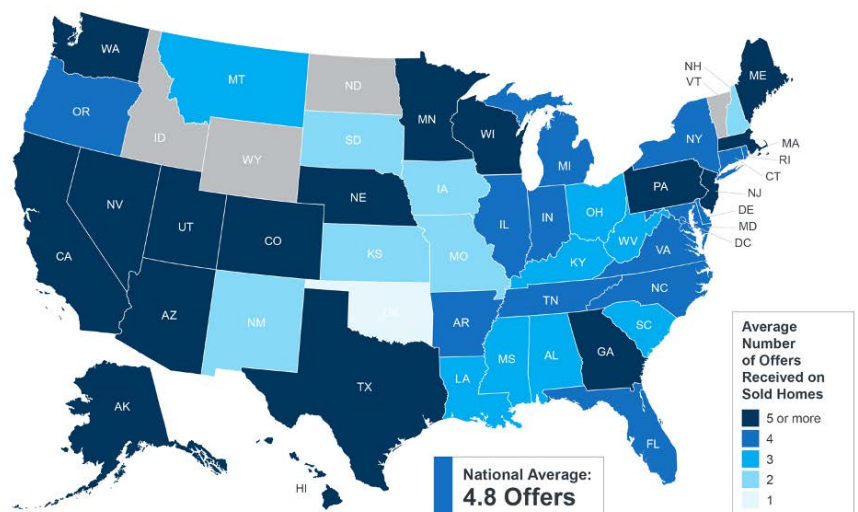 WA
MT
ND
MN
OR
ID
WY
SD
WI
MI
NY
NH
VT
ME
MA
RI
CT
NJ
DE
MD
DC
NV
UT
CO
NE
IA
IL
IN
OH
PA
CA
AZ
NM
KS
MO
KY
WV
VA
OK
AR
TN
NC
SC
TX
LA
MS
AL
GA
FL
AK
HI
National Average:
4.8 Offers
Average
Number
of Offers
Received on
Sold Homes
5 or more
4
3
2
1